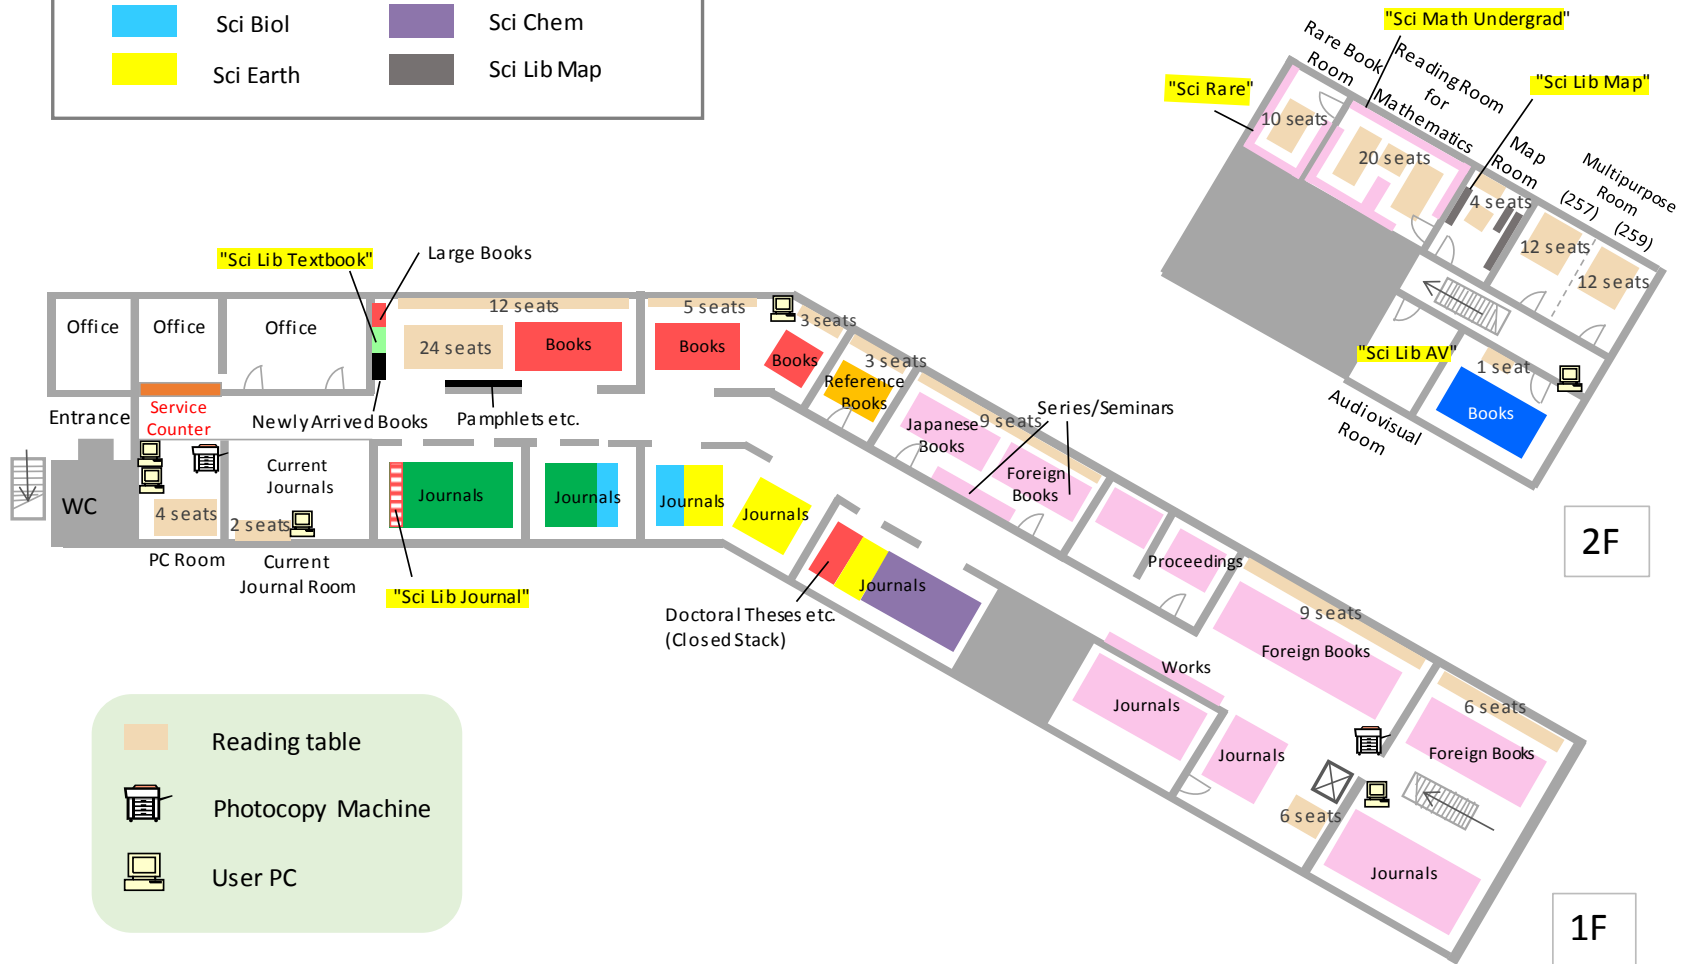 Sci Biol
Sci Chem
Sci Earth
Sci Lib Map
"Sci Math Undergrad"
Rare Book
Room
Reading Room
for
Mathematics
"Sci Lib Map"
"Sci Rare"
10 seats
20 seats
Map
Room
4 seats
Multipurpose
Room
(257)
(259)
12 seats
12 seats
"Sci Lib AV"
1 seat
Books
Audiovisual
Room
2F
"Sci Lib Textbook"
Large Books
Office
Office
Office
12 seats
5 seats
3 seats
24 seats
Books
Books
Books
3 seats
Reference
Books
Entrance
Service
Counter
Newly Arrived Books
Pamphlets etc.
Series/Seminars
9 seats
Japanese
Books
Foreign
Books
WC
Current
Journals
4 seats
2 seats
PC Room
Current
Journal Room
Journals
Journals
Journals
Journals
"Sci Lib Journal"
Journals
Doctoral Theses etc.
(Closed Stack)
Proceedings
9 seats
Foreign Books
Works
Journals
Journals
6 seats
Foreign Books
6 seats
Journals
1F
Reading table
Photocopy Machine
User PC